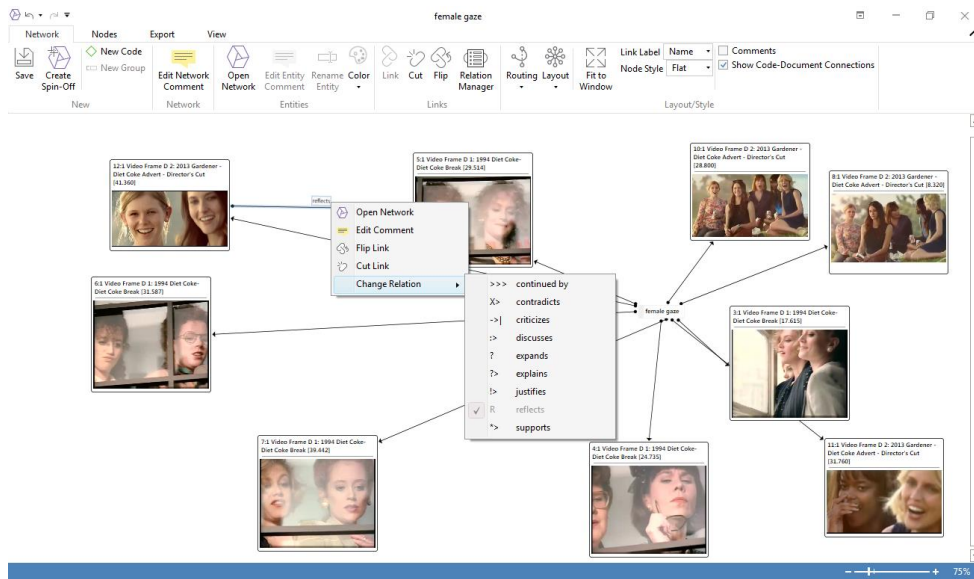 female gaze
Network Nodes Export View
Save
Create
Spin-Off
New Code
New Group
New
Edit Network
Comment
Network
Open
Network
Edit Entity
Comment
Rename
Entity
Color
Entities
Link
Cut
Flip
Relation
Manager
Links
Routing
Layout
Fit to
Window
Link Label Name
Node Style Flat
Comments
Show Code-Document Connections
Layout/Style
12:1 Video Frame D 2: 2013 Gardener -
Diet Coke Advert - Director's Cut
[41.360]
reflects
5:1 Video Frame D 1: 1994 Diet Coke-
Diet Coke Break [29.514]
10:1 Video Frame D 2: 2013 Gardener -
Diet Coke Advert - Director's Cut
[28.800]
8:1 Video Frame D 2: 2013 Gardener -
Diet Coke Advert - Director's Cut [8.320]
Open Network
Edit Comment
Flip Link
Cut Link
Change Relation
>>> continued by
X> contradicts
->| criticizes
:> discusses
? expands
?> explains
!> justifies
R reflects
*> supports
6:1 Video Frame D 1: 1994 Diet Coke-
Diet Coke Break [31.587]
female gaze
3:1 Video Frame D 1: 1994 Diet Coke-
Diet Coke Break [17.615]
7:1 Video Frame D 1: 1994 Diet Coke-
Diet Coke Break [39.442]
4:1 Video Frame D 1: 1994 Diet Coke-
Diet Coke Break [24.735]
11:1 Video Frame D 2: 2013 Gardener -
Diet Coke Advert - Director's Cut
[31.760]
75%